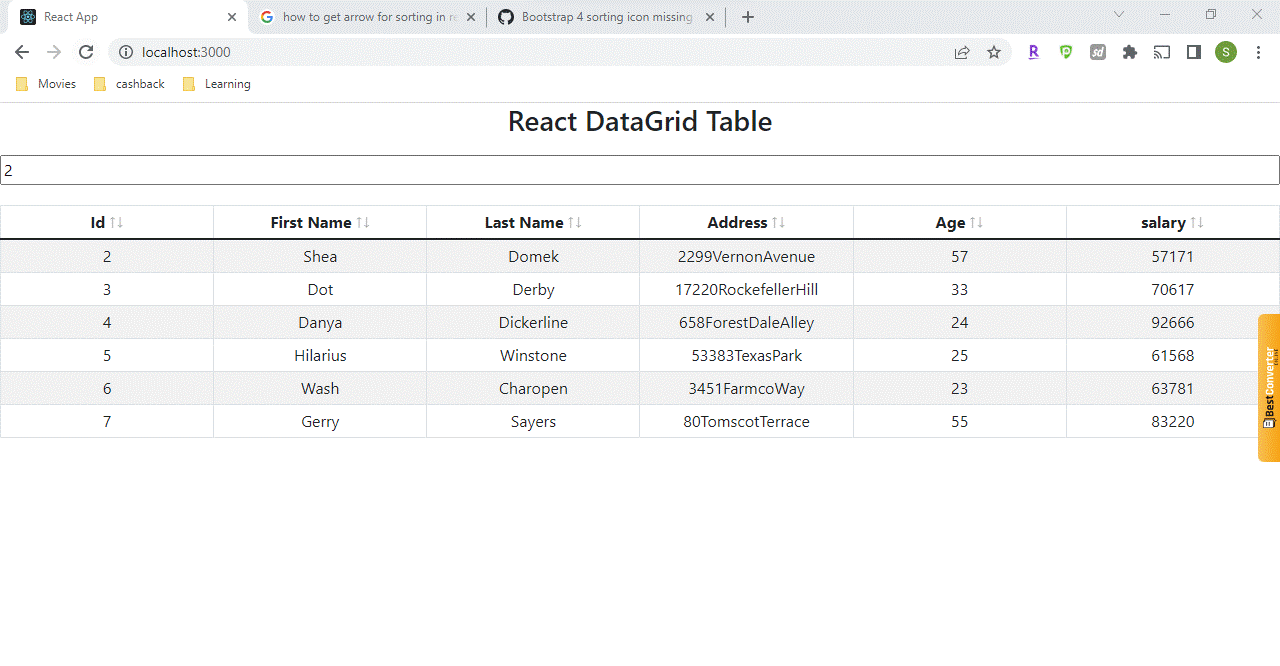 React App how to get arrow for sorting in re Bootstrap 4 sorting icon missing
localhost:3000 R sd S
Movies cashback Learning
React DataGrid Table
2
Id ↑↓ First Name ↑↓ Last Name ↑↓ Address ↑↓ Age ↑↓ salary ↑↓
2 Shea Domek 2299VernonAvenue 57 57171
3 Dot Derby 17220RockefellerHill 33 70617
4 Danya Dickerline 658ForestDaleAlley 24 92666
5 Hilarius Winstone 53383TexasPark 25 61568
6 Wash Charopen 3451FarmcoWay 23 63781
7 Gerry Sayers 80TomscotTerrace 55 83220
BestConverter